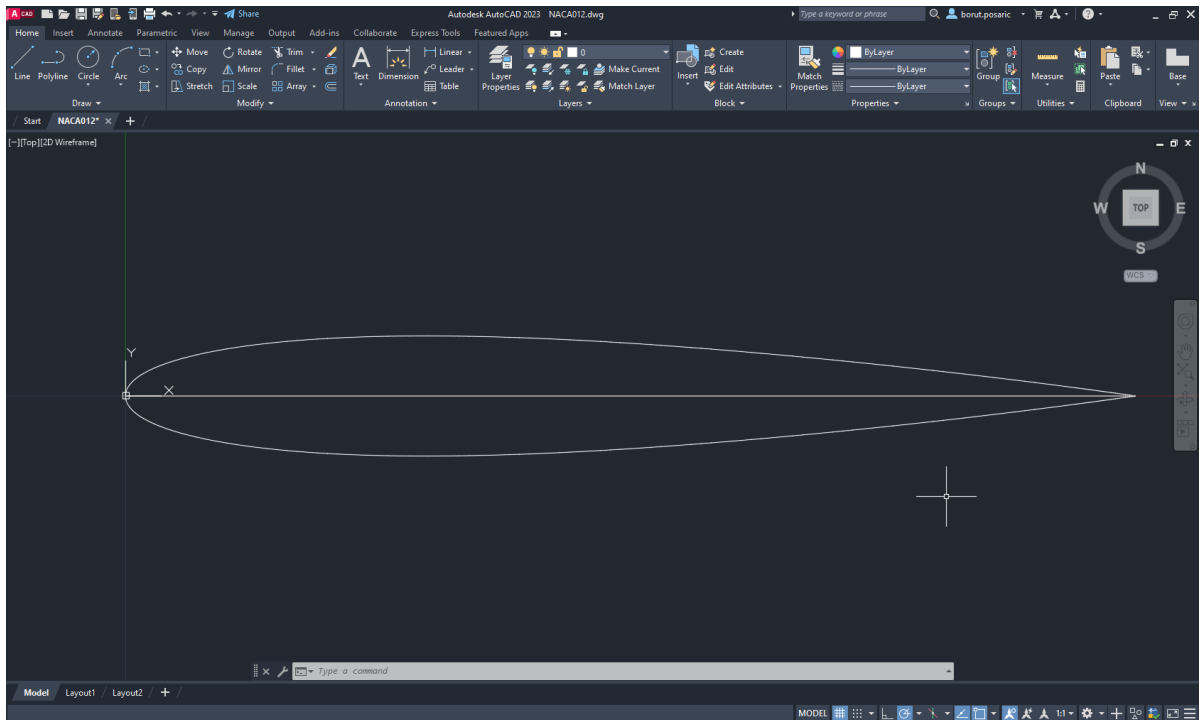 A CAD Share Autodesk AutoCAD 2023 NACA012.dwg Type a keyword or phrase borut.posaric
Home Insert Annotate Parametric View Manage Output Add-ins Collaborate Express Tools Featured Apps
Line Polyline Circle Arc
Move Rotate Trim
Copy Mirror Fillet
Stretch Scale Array
Text Dimension
Linear
Leader
Table
Layer Properties
0
Make Current
Match Layer
Insert
Create
Edit
Edit Attributes
Match Properties
ByLayer
ByLayer
ByLayer
Group
Measure
Paste
Base
Draw Modify Annotation Layers Block Properties Groups Utilities Clipboard View
Start NACA012*
[−][Top][2D Wireframe]
N
W TOP E
S
WCS
Y
X
Type a command
Model Layout1 Layout2
MODEL 1:1